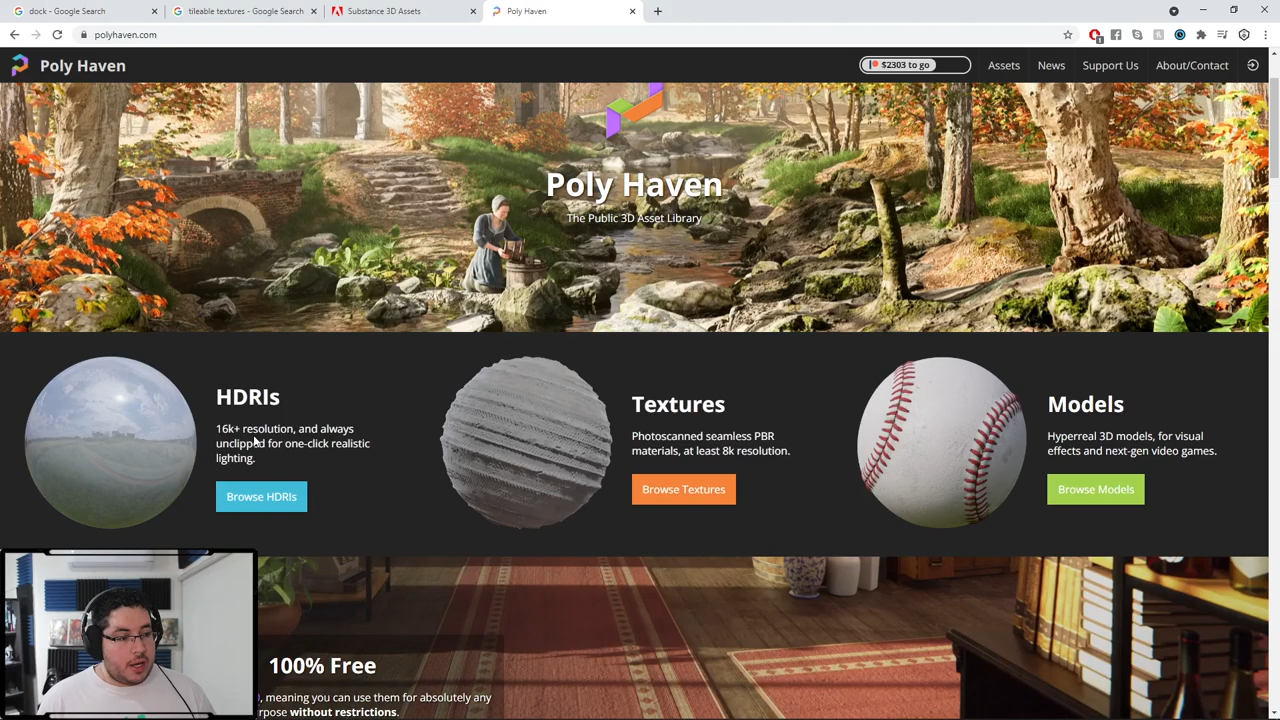 dock - Google Search
tileable textures - Google Search
Substance 3D Assets
Poly Haven
polyhaven.com
1
Poly Haven
$2303 to go
Assets
News
Support Us
About/Contact
Poly Haven
The Public 3D Asset Library
HDRIs
16k+ resolution, and always
unclipped for one-click realistic
lighting.
Browse HDRIs
Textures
Photoscanned seamless PBR
materials, at least 8k resolution.
Browse Textures
Models
Hyperreal 3D models, for visual
effects and next-gen video games.
Browse Models
100% Free
, meaning you can use them for absolutely any
rpose without restrictions.